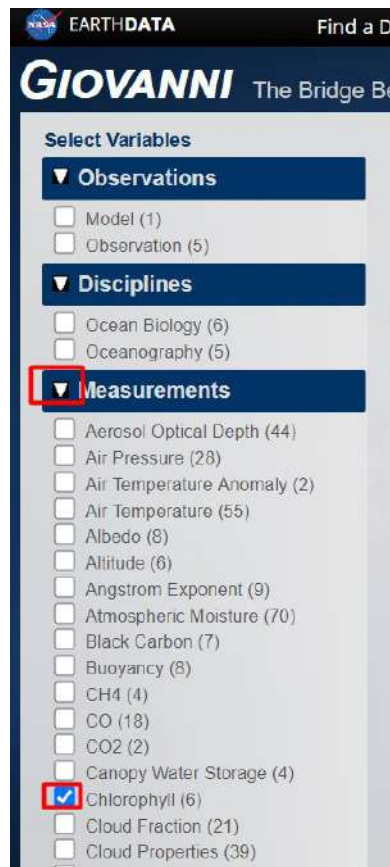 NASA
EARTHDATA
Find a D
GIOVANNI The Bridge Be
Select Variables
Observations
Model (1)
Observation (5)
Disciplines
Ocean Biology (6)
Oceanography (5)
Measurements
Aerosol Optical Depth (44)
Air Pressure (28)
Air Temperature Anomaly (2)
Air Temperature (55)
Albedo (8)
Altitude (6)
Angstrom Exponent (9)
Atmospheric Moisture (70)
Black Carbon (7)
Buoyancy (8)
CH4 (4)
CO (18)
CO2 (2)
Canopy Water Storage (4)
Chlorophyll (6)
Cloud Fraction (21)
Cloud Properties (39)